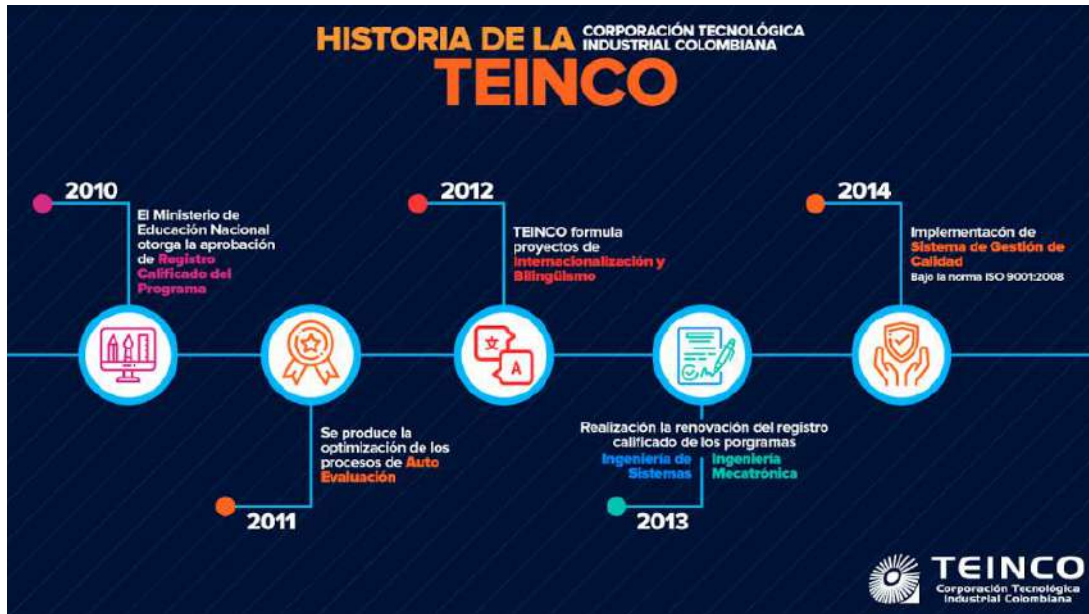 HISTORIA DE LA
CORPORACIÓN TECNOLÓGICA
INDUSTRIAL COLOMBIANA
TEINCO
2010
El Ministerio de
Educación Nacional
otorga la aprobación
de Registro
Calificado del
Programa
2012
TEINCO formula
proyectos de
Internacionalización y
Bilingüismo
2014
Implementacón de
Sistema de Gestión de
Calidad
Bajo la norma ISO 9001:2008
文
A
Se produce la
optimización de los
procesos de Auto
Evaluación
2011
Realización la renovación del registro
calificado de los porgramas
Ingeniería de
Sistemas
Ingeniería
Mecatrónica
2013
TEINCO
Corporación Tecnológica
Industrial Colombiana